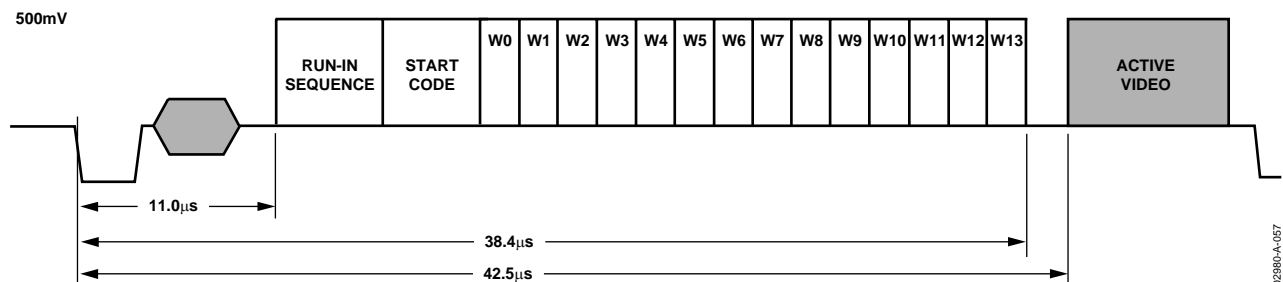 500mV
RUN-IN
SEQUENCE
START
CODE
W0 W1 W2 W3 W4 W5 W6 W7 W8 W9 W10 W11 W12 W13
ACTIVE
VIDEO
11.0μs
38.4μs
42.5μs
02980-A-057